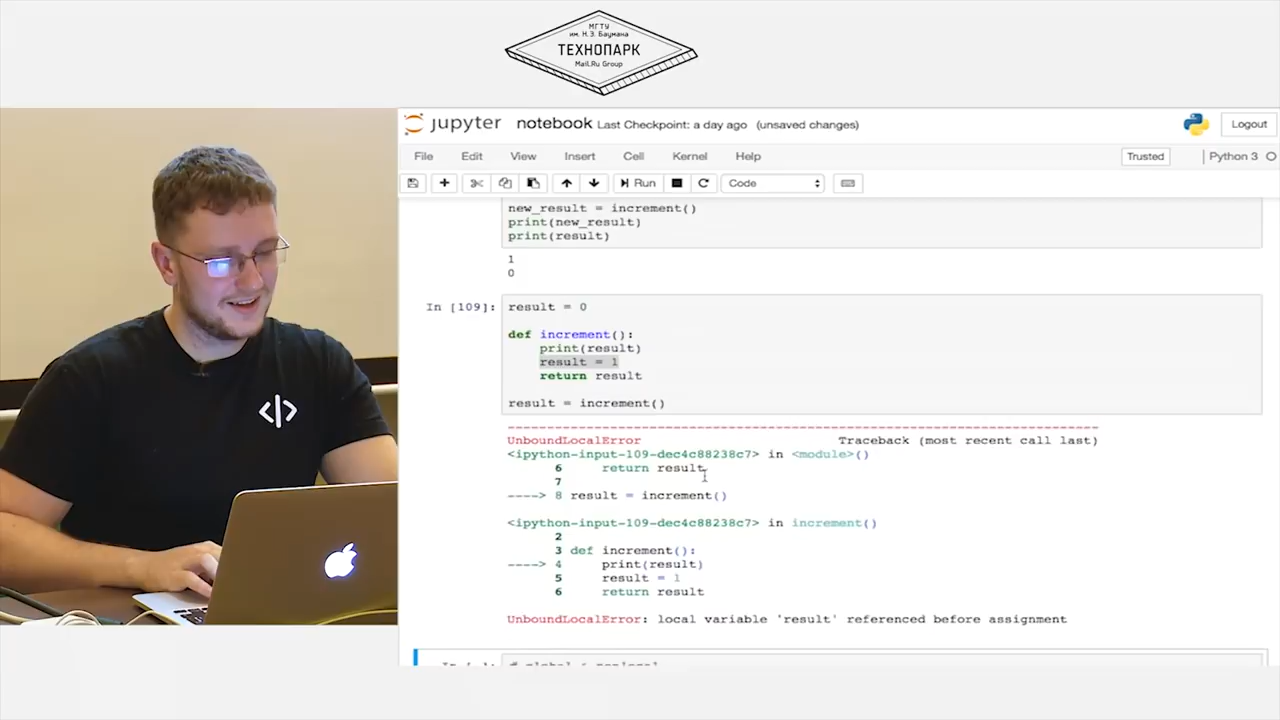 МГТУ
им. Н.Э. Баумана
ТЕХНОПАРК
Mail.Ru Group
jupyter notebook Last Checkpoint: a day ago (unsaved changes)
Logout
File Edit View Insert Cell Kernel Help
Trusted
Python 3
Run
Code
new_result = increment()
print(new_result)
print(result)
1
0
In [109]: result = 0
def increment():
print(result)
result = 1
return result
result = increment()
---------------------------------------------------------------------------
UnboundLocalError Traceback (most recent call last)
<ipython-input-109-dec4c88238c7> in <module>()
6 return result
7
----> 8 result = increment()
<ipython-input-109-dec4c88238c7> in increment()
2
3 def increment():
----> 4 print(result)
5 result = 1
6 return result
UnboundLocalError: local variable 'result' referenced before assignment